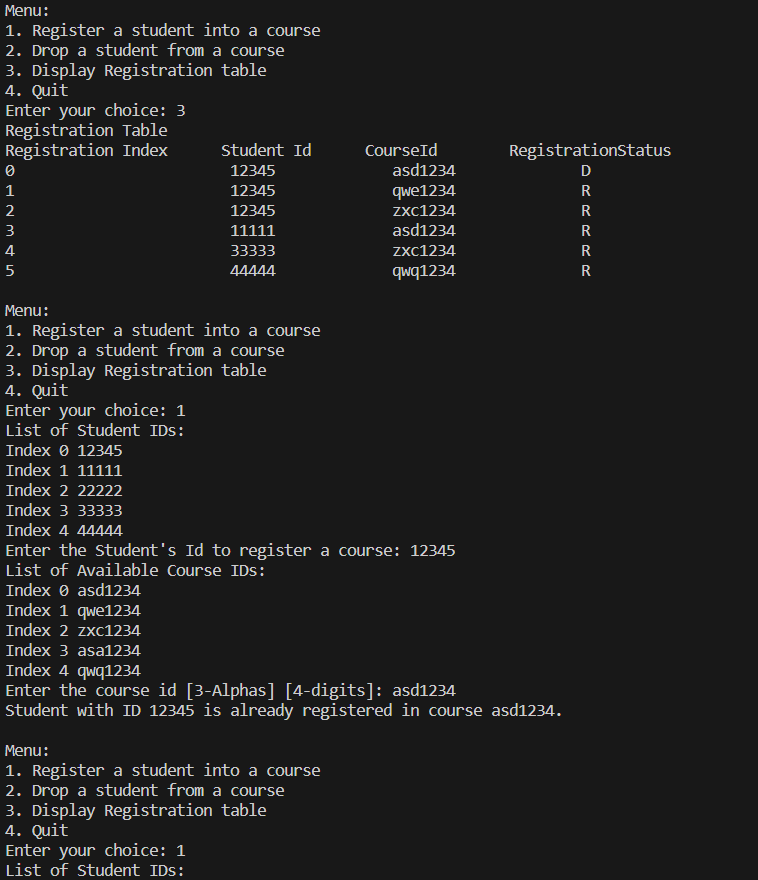 Menu:
1. Register a student into a course
2. Drop a student from a course
3. Display Registration table
4. Quit
Enter your choice: 3
Registration Table
Registration Index      Student Id      CourseId        RegistrationStatus
0                        12345             asd1234              D
1                        12345             qwe1234              R
2                        12345             zxc1234              R
3                        11111             asd1234              R
4                        33333             zxc1234              R
5                        44444             qwq1234              R

Menu:
1. Register a student into a course
2. Drop a student from a course
3. Display Registration table
4. Quit
Enter your choice: 1
List of Student IDs:
Index 0 12345
Index 1 11111
Index 2 22222
Index 3 33333
Index 4 44444
Enter the Student's Id to register a course: 12345
List of Available Course IDs:
Index 0 asd1234
Index 1 qwe1234
Index 2 zxc1234
Index 3 asa1234
Index 4 qwq1234
Enter the course id [3-Alphas] [4-digits]: asd1234
Student with ID 12345 is already registered in course asd1234.

Menu:
1. Register a student into a course
2. Drop a student from a course
3. Display Registration table
4. Quit
Enter your choice: 1
List of Student IDs: